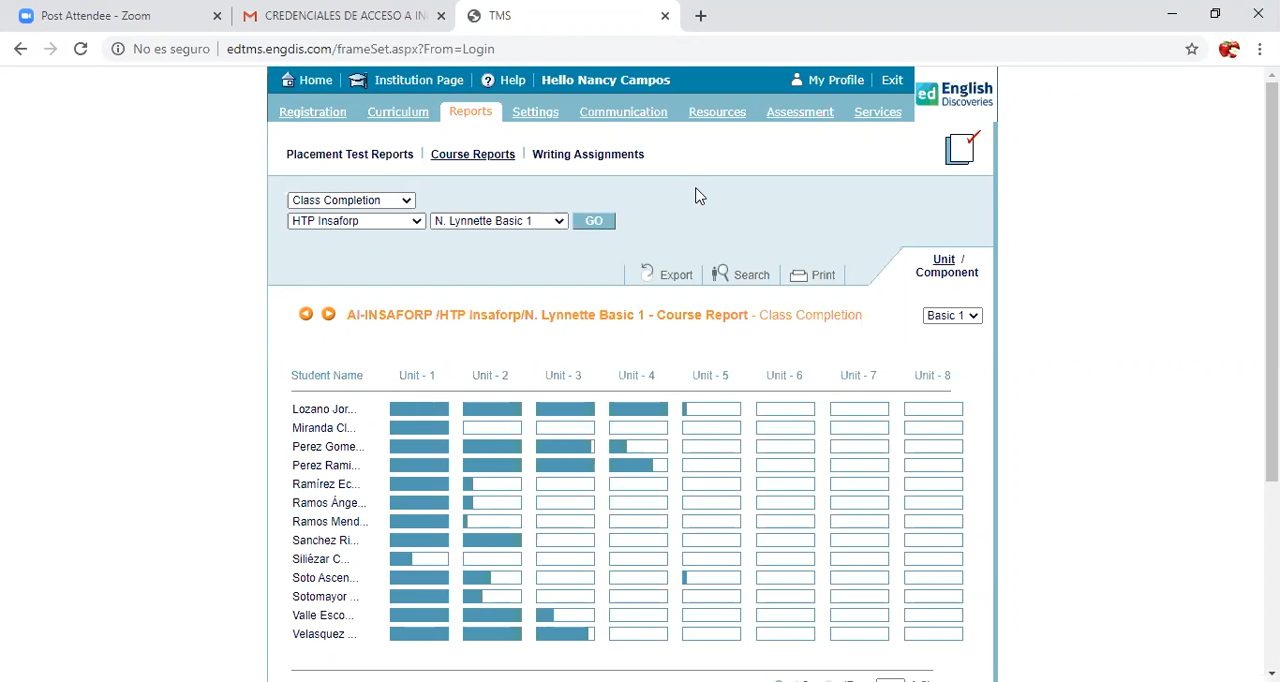 Post Attendee - Zoom
CREDENCIALES DE ACCESO A IN
TMS
No es seguro
edtms.engdis.com/frameSet.aspx?From=Login
Home
Institution Page
Help
Hello Nancy Campos
My Profile
Exit
ed English Discoveries
Registration
Curriculum
Reports
Settings
Communication
Resources
Assessment
Services
Placement Test Reports
Course Reports
Writing Assignments
Class Completion
HTP Insaforp
N. Lynnette Basic 1
GO
Export
Search
Print
Unit /
Component
AI-INSAFORP /HTP Insaforp/N. Lynnette Basic 1 - Course Report - Class Completion
Basic 1
Student Name Unit - 1 Unit - 2 Unit - 3 Unit - 4 Unit - 5 Unit - 6 Unit - 7 Unit - 8
Lozano Jor...
Miranda Cl...
Perez Gome...
Perez Rami...
Ramírez Ec...
Ramos Ánge...
Ramos Mend...
Sanchez Ri...
Siliézar C...
Soto Ascen...
Sotomayor ...
Valle Esco...
Velasquez ...